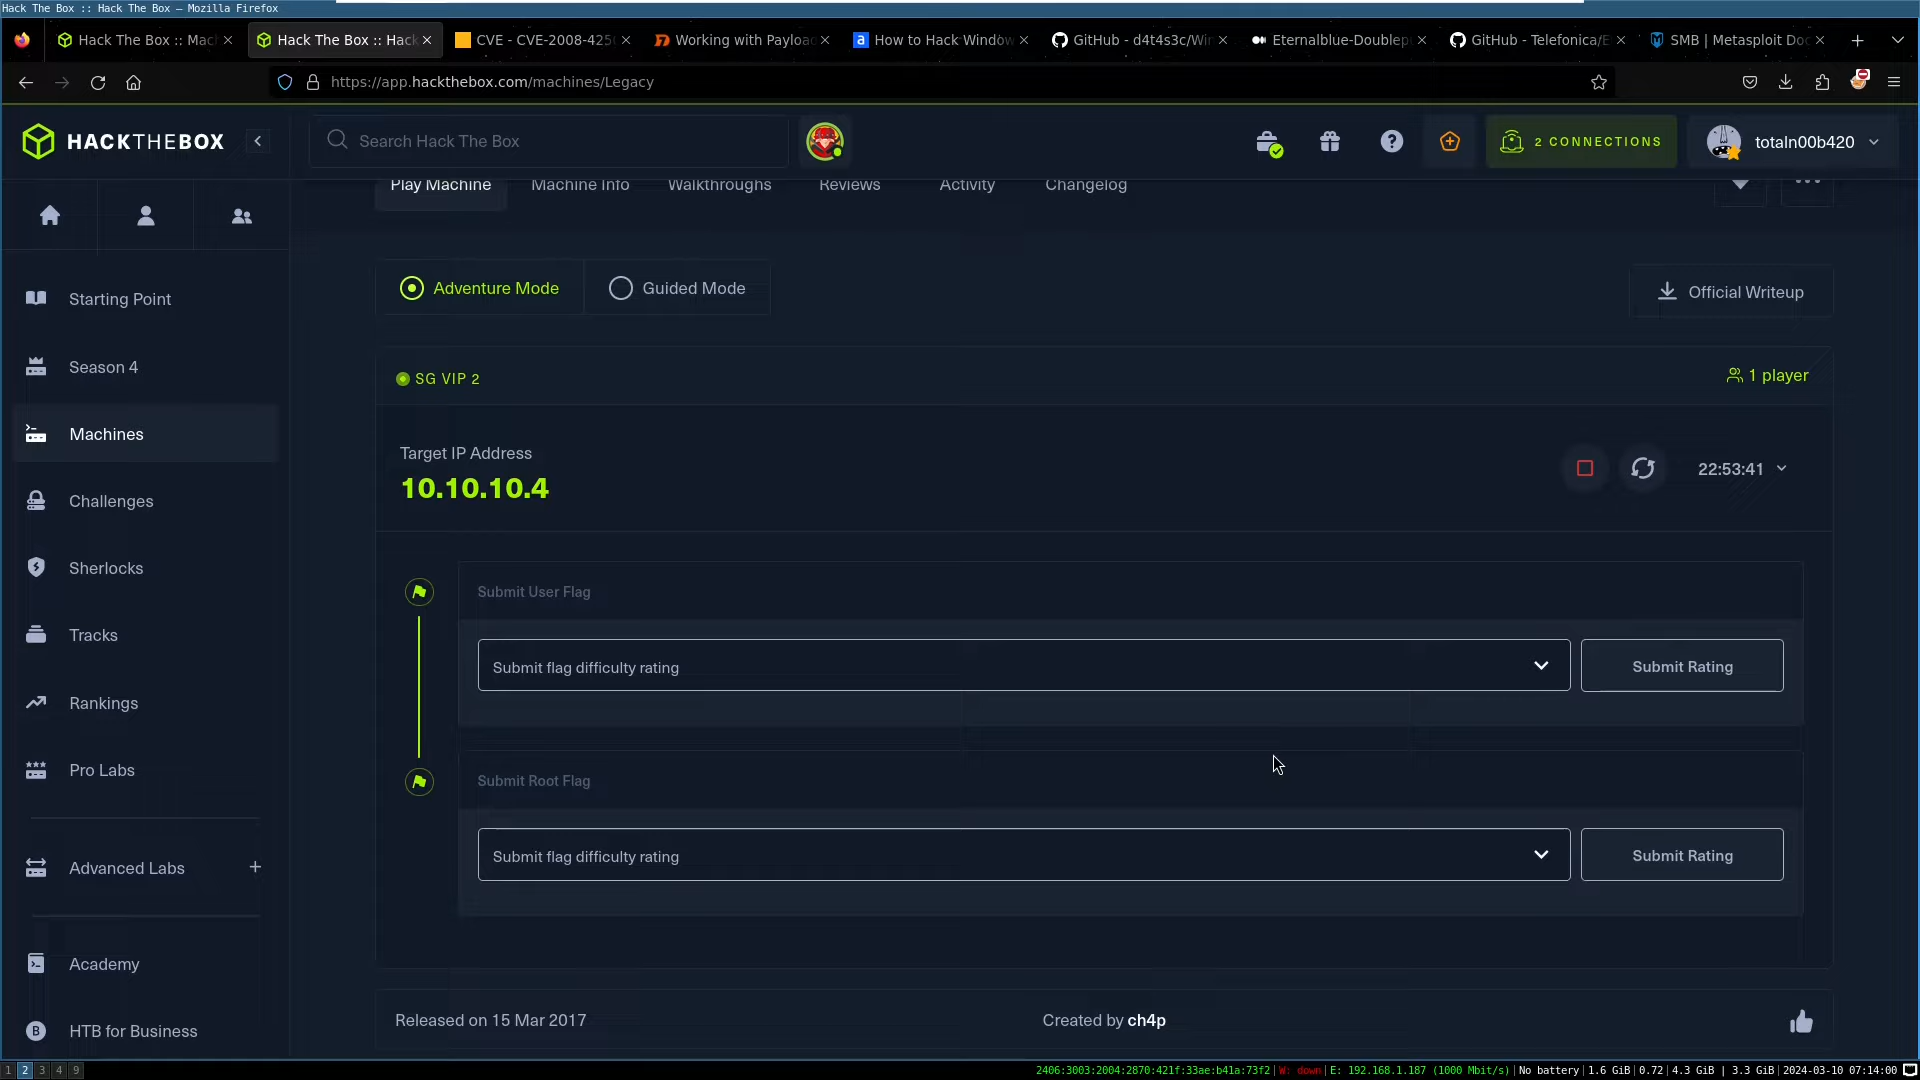 Hack The Box :: Hack The Box — Mozilla Firefox
Hack The Box :: Mac
Hack The Box :: Hack
CVE - CVE-2008-425
Working with Payloa
How to Hack Window
GitHub - d4t4s3c/Wir
Eternalblue-Doublep
GitHub - Telefonica/E
SMB | Metasploit Doc
https://app.hackthebox.com/machines/Legacy
HACKTHEBOX
Search Hack The Box
2 CONNECTIONS
totaln00b420
Play Machine
Machine Info
Walkthroughs
Reviews
Activity
Changelog
Starting Point
Season 4
Machines
Challenges
Sherlocks
Tracks
Rankings
Pro Labs
Advanced Labs +
Academy
HTB for Business
Adventure Mode
Guided Mode
Official Writeup
SG VIP 2
1 player
Target IP Address
10.10.10.4
22:53:41
Submit User Flag
Submit flag difficulty rating
Submit Rating
Submit Root Flag
Submit flag difficulty rating
Submit Rating
Released on 15 Mar 2017
Created by ch4p
1 2 3 4 9
2406:3003:2004:2870:421f:33ae:b41a:73f2|W: down|E: 192.168.1.187 (1000 Mbit/s)|No battery|1.6 GiB|0.72|4.3 GiB | 3.3 GiB|2024-03-10 07:14:00